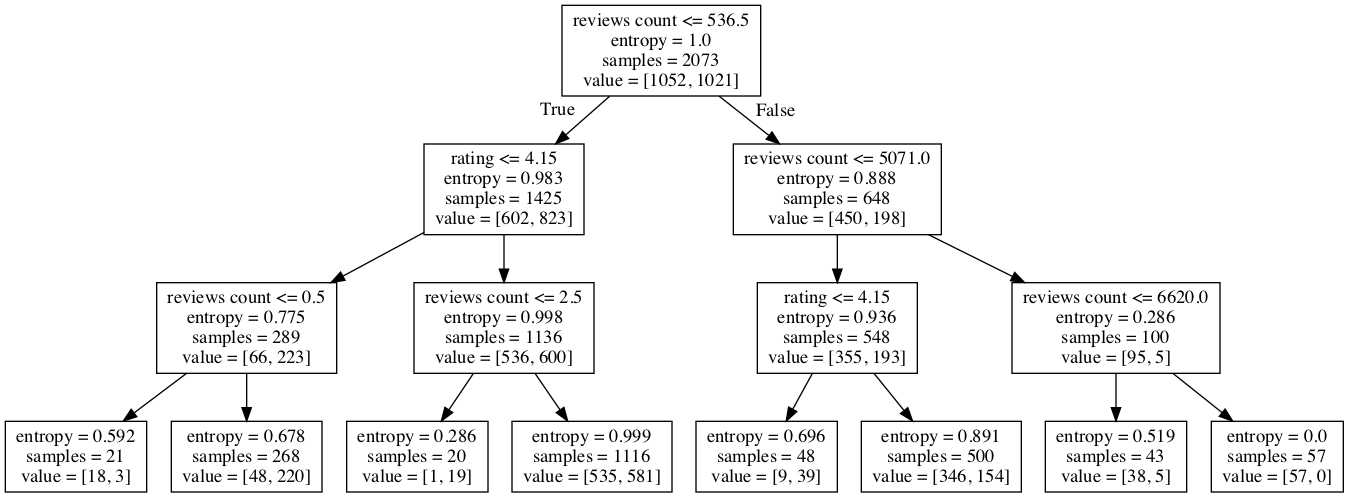 reviews count <= 536.5
entropy = 1.0
samples = 2073
value = [1052, 1021]
True
False
rating <= 4.15
entropy = 0.983
samples = 1425
value = [602, 823]
reviews count <= 5071.0
entropy = 0.888
samples = 648
value = [450, 198]
reviews count <= 0.5
entropy = 0.775
samples = 289
value = [66, 223]
reviews count <= 2.5
entropy = 0.998
samples = 1136
value = [536, 600]
rating <= 4.15
entropy = 0.936
samples = 548
value = [355, 193]
reviews count <= 6620.0
entropy = 0.286
samples = 100
value = [95, 5]
entropy = 0.592
samples = 21
value = [18, 3]
entropy = 0.678
samples = 268
value = [48, 220]
entropy = 0.286
samples = 20
value = [1, 19]
entropy = 0.999
samples = 1116
value = [535, 581]
entropy = 0.696
samples = 48
value = [9, 39]
entropy = 0.891
samples = 500
value = [346, 154]
entropy = 0.519
samples = 43
value = [38, 5]
entropy = 0.0
samples = 57
value = [57, 0]